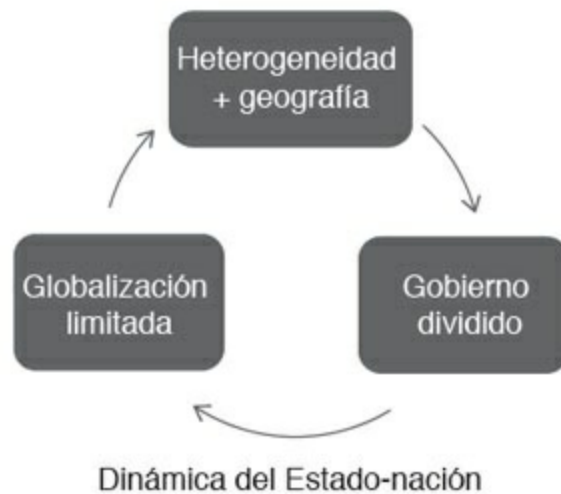 Heterogeneidad
+ geografía
Globalización
limitada
Gobierno
dividido
Dinámica del Estado-nación